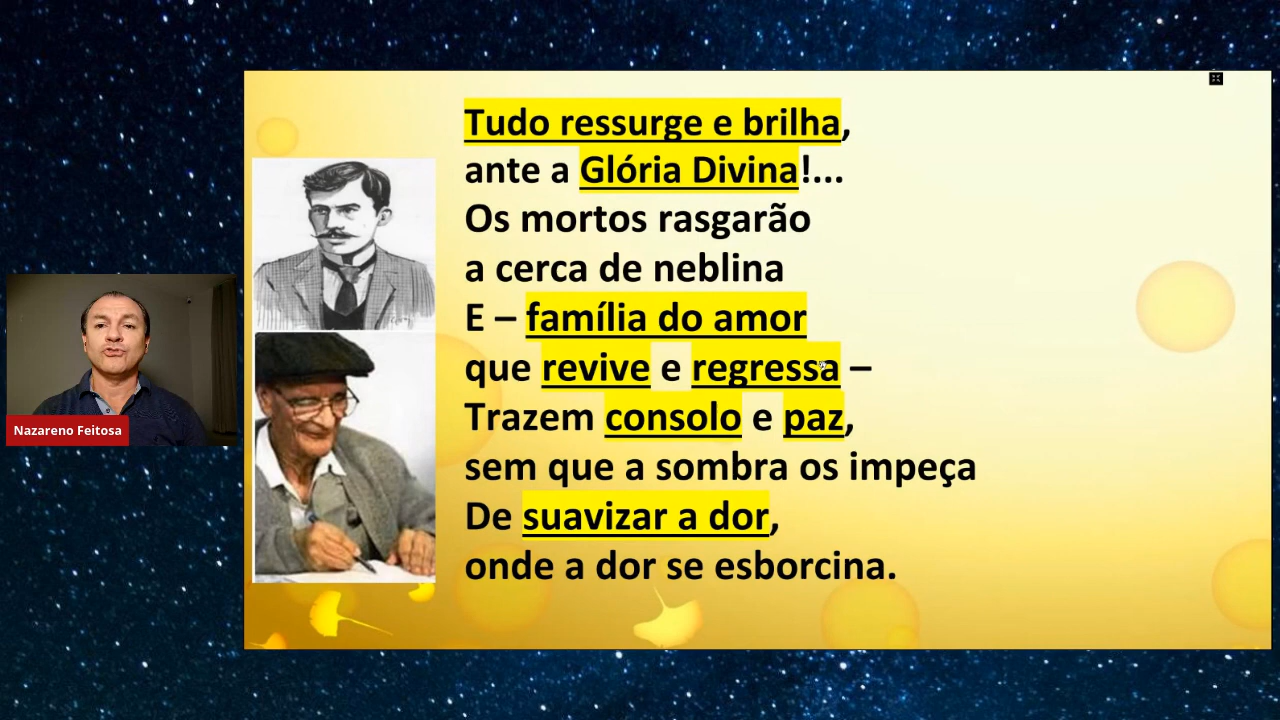 Tudo ressurge e brilha,
ante a Glória Divina!...
Os mortos rasgarão
a cerca de neblina
E – família do amor
que revive e regressa –
Trazem consolo e paz,
sem que a sombra os impeça
De suavizar a dor,
onde a dor se esborcina.
Nazareno Feitosa